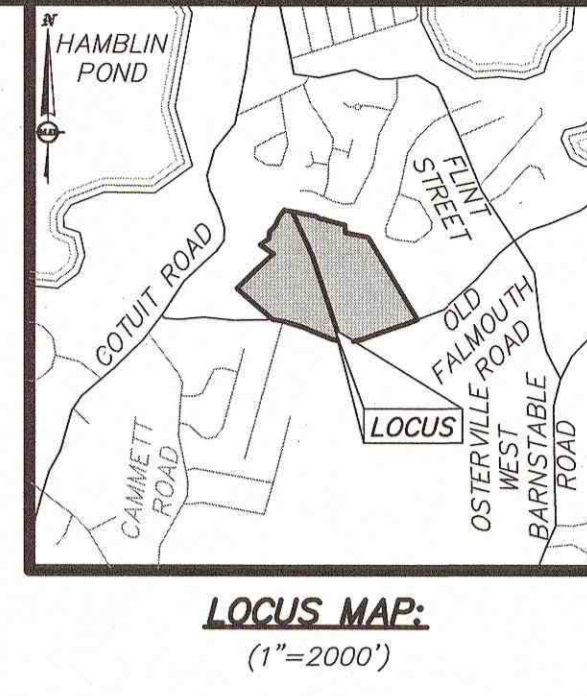 N
HAMBLIN
POND
COTUIT ROAD
FLINT
STREET
OLD
FALMOUTH
ROAD
LOCUS
CAMMETT
ROAD
OSTERVILLE
WEST
BARNSTABLE
ROAD
LOCUS MAP:
(1"=2000')